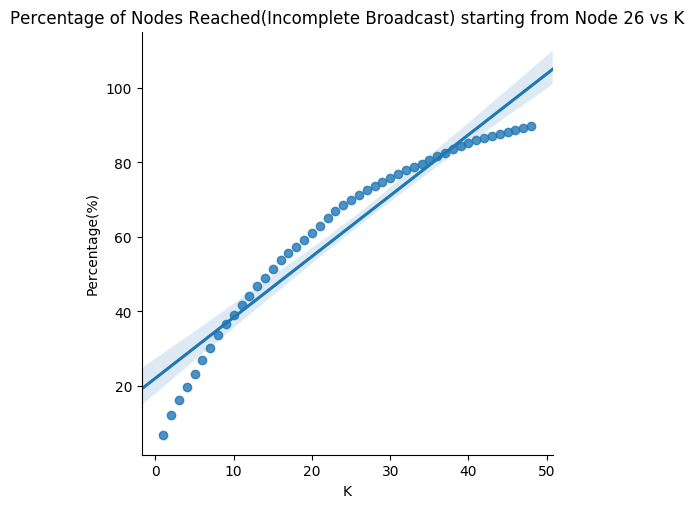 Percentage of Nodes Reached(Incomplete Broadcast) starting from Node 26 vs K
100
80
60
40
20
Percentage(%)
0 10 20 30 40 50
K